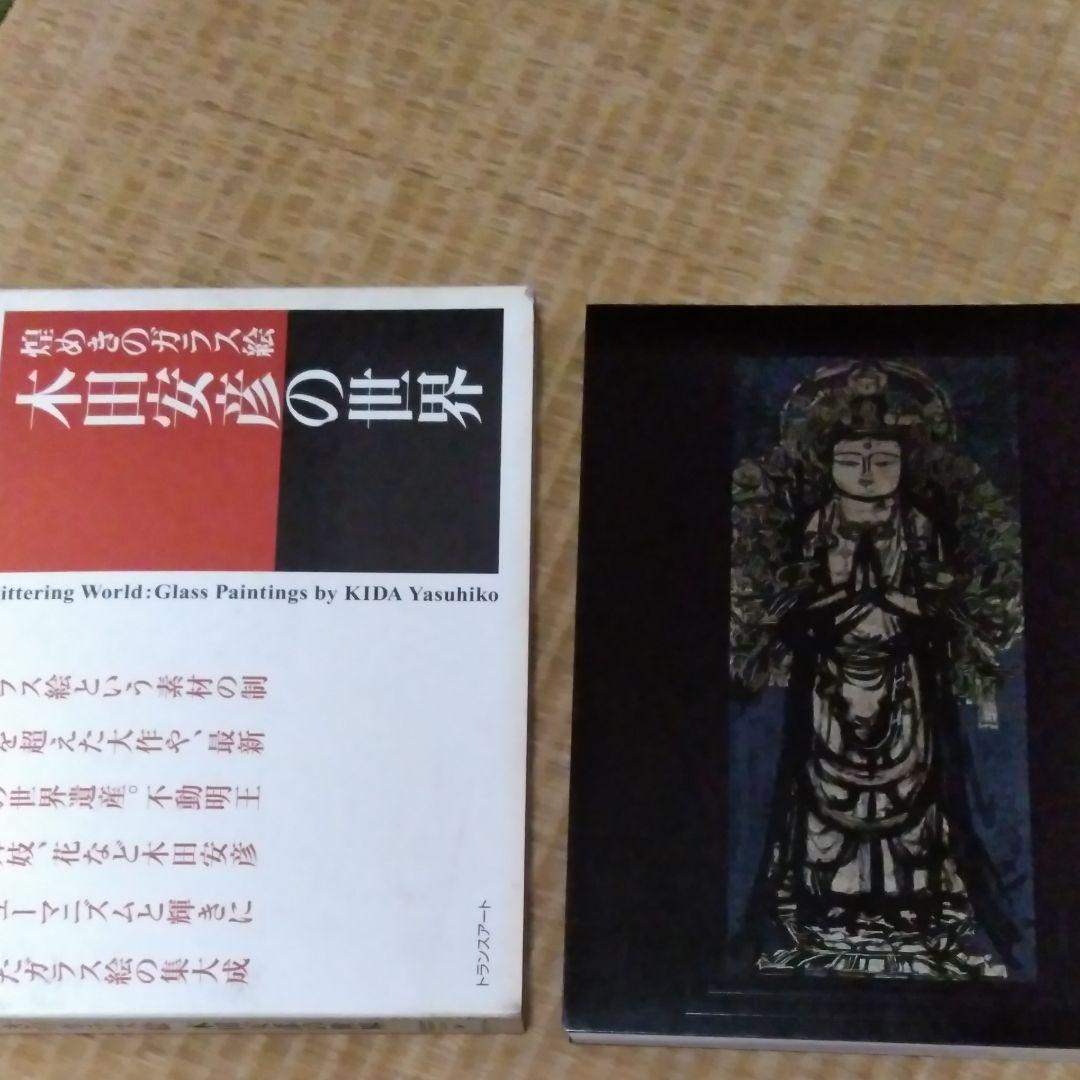 煌めきのガラス絵
木田安彦の世界
ittering World: Glass Paintings by KIDA Yasuhiko
ラス絵という素材の制
を超えた大作や、最新
の世界遺産。不動明王
妓、花など木田安彦
ューマニズムと輝きに
たガラス絵の集大成
トランスアート